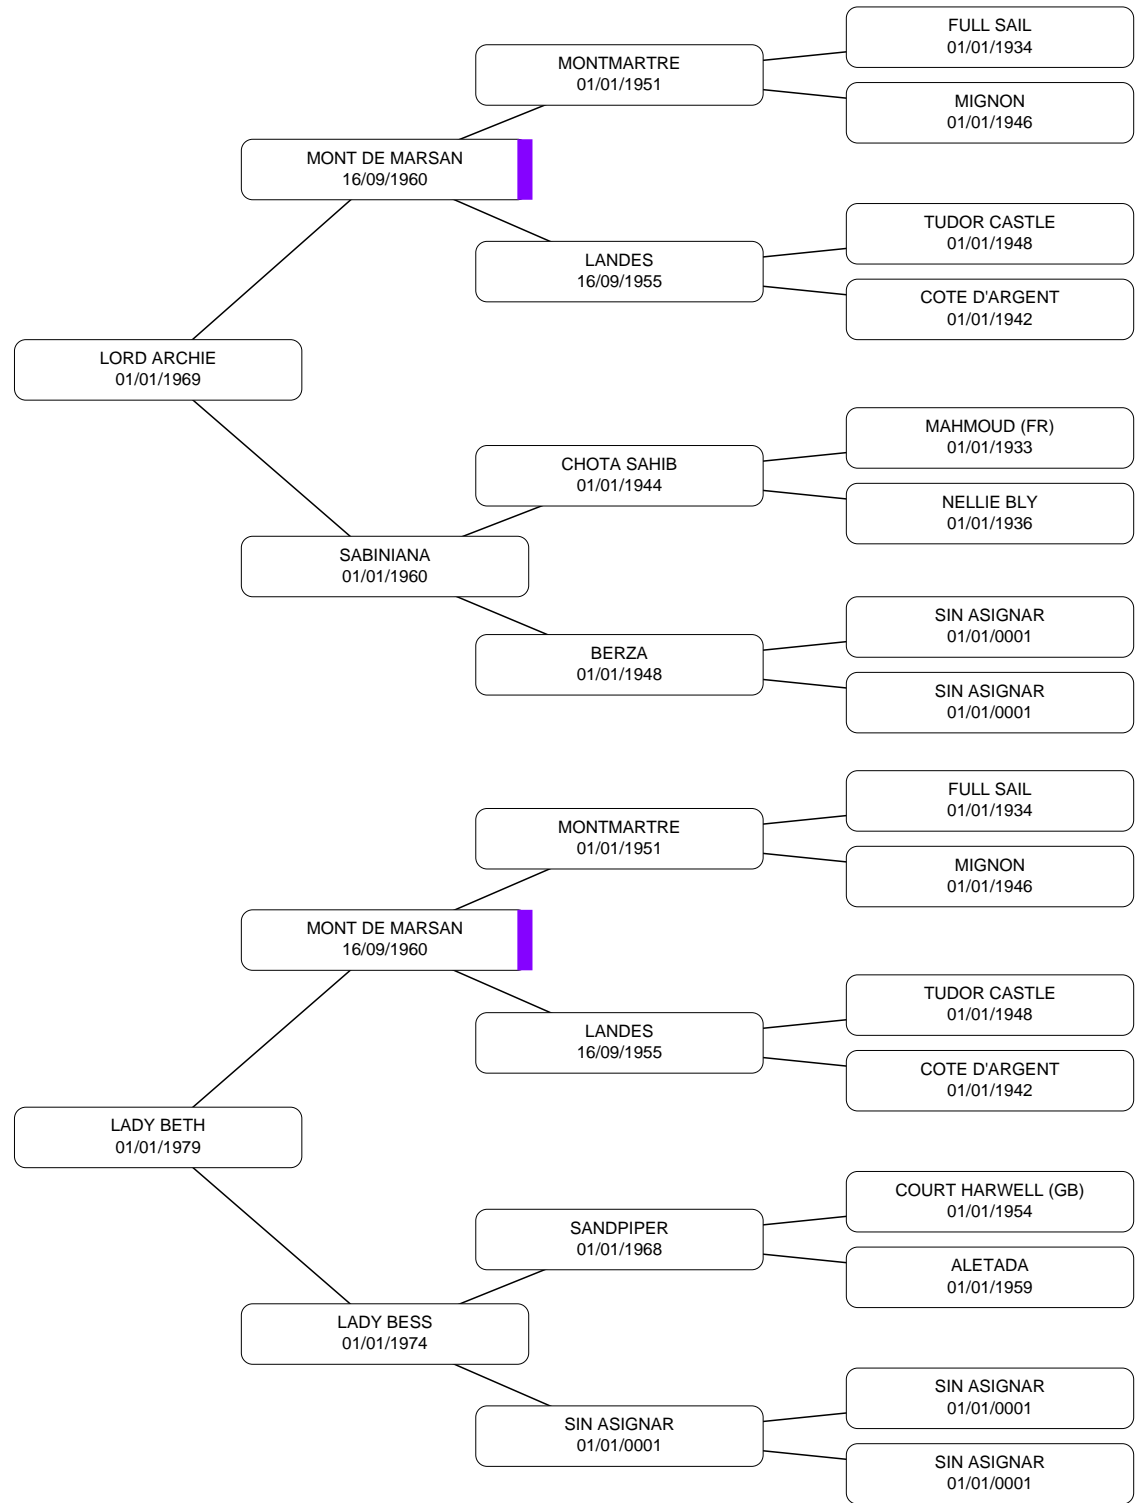 FULL SAIL
01/01/1934
MONTMARTRE
01/01/1951
MIGNON
01/01/1946
MONT DE MARSAN
16/09/1960
TUDOR CASTLE
01/01/1948
LANDES
16/09/1955
COTE D'ARGENT
01/01/1942
LORD ARCHIE
01/01/1969
MAHMOUD (FR)
01/01/1933
CHOTA SAHIB
01/01/1944
NELLIE BLY
01/01/1936
SABINIANA
01/01/1960
SIN ASIGNAR
01/01/0001
BERZA
01/01/1948
SIN ASIGNAR
01/01/0001
FULL SAIL
01/01/1934
MONTMARTRE
01/01/1951
MIGNON
01/01/1946
MONT DE MARSAN
16/09/1960
TUDOR CASTLE
01/01/1948
LANDES
16/09/1955
COTE D'ARGENT
01/01/1942
LADY BETH
01/01/1979
COURT HARWELL (GB)
01/01/1954
SANDPIPER
01/01/1968
ALETADA
01/01/1959
LADY BESS
01/01/1974
SIN ASIGNAR
01/01/0001
SIN ASIGNAR
01/01/0001
SIN ASIGNAR
01/01/0001